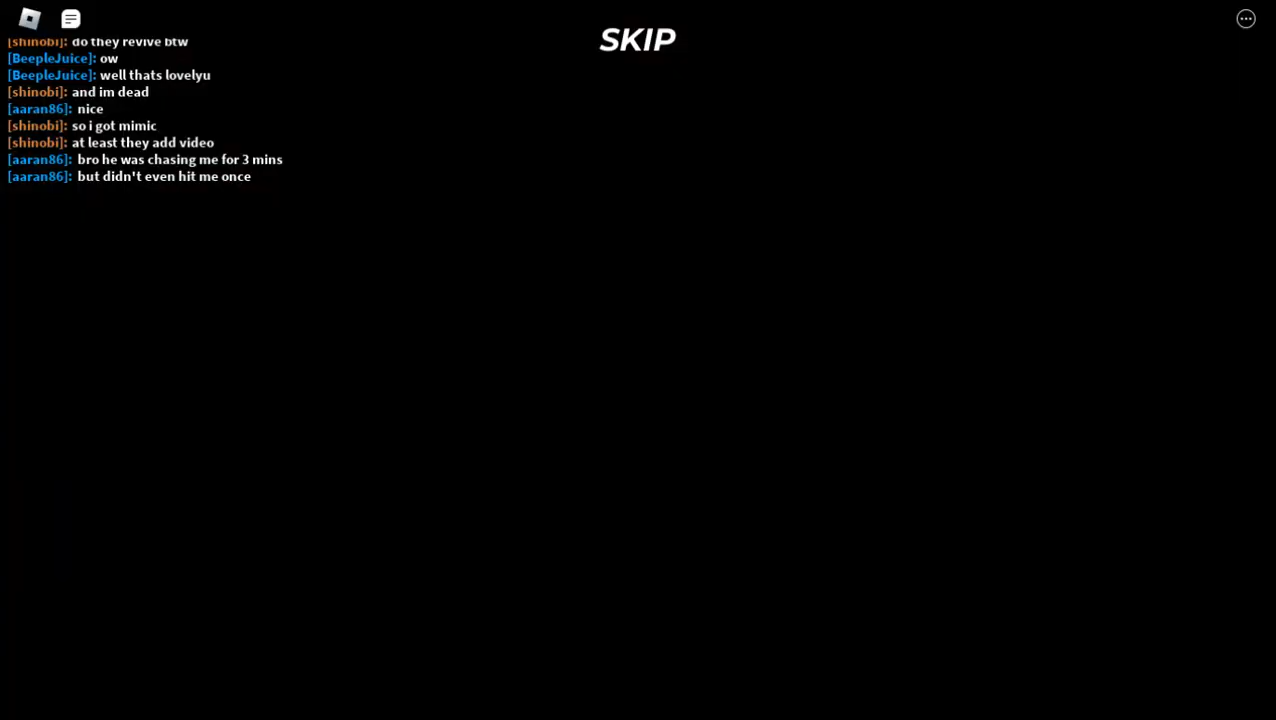 SKIP
[shinobi]: do they revive btw
[BeepleJuice]: ow
[BeepleJuice]: well thats lovelyu
[shinobi]: and im dead
[aaran86]: nice
[shinobi]: so i got mimic
[shinobi]: at least they add video
[aaran86]: bro he was chasing me for 3 mins
[aaran86]: but didn't even hit me once